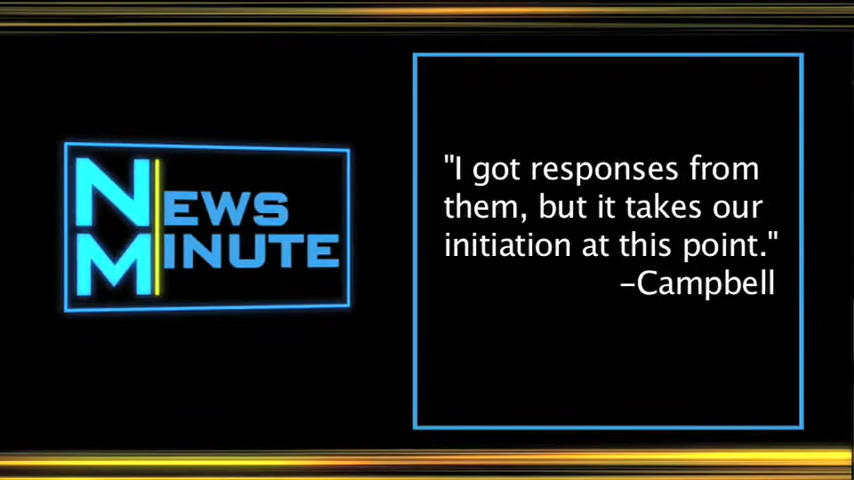 NEWS
MINUTE
"I got responses from
them, but it takes our
initiation at this point."
–Campbell